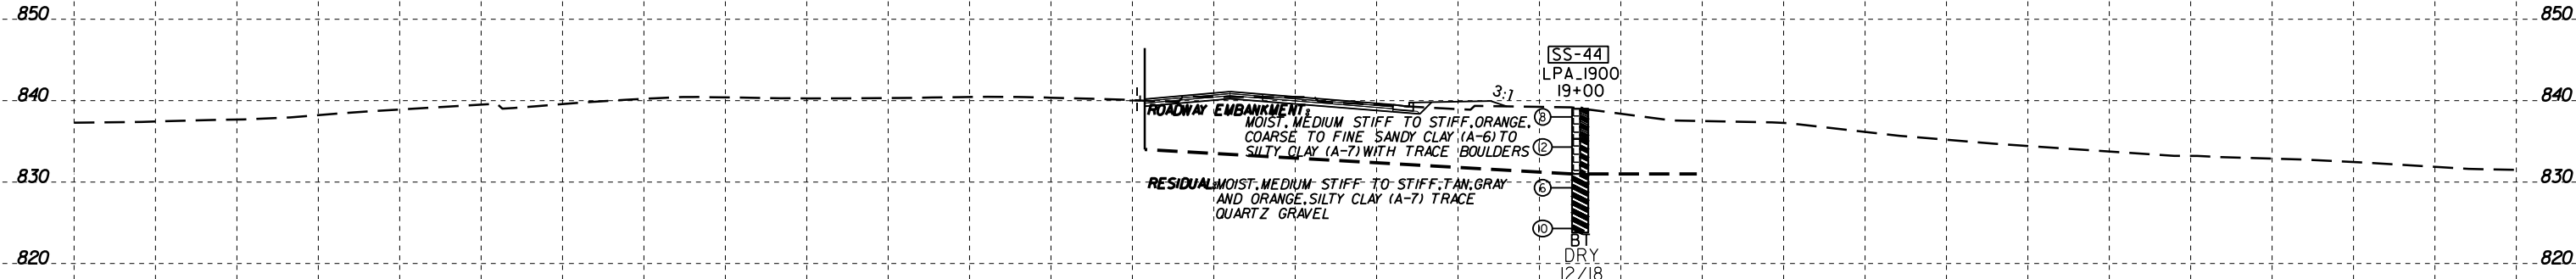 850 850
SS-44
LPA_1900
19+00
3:1
840 840
ROADWAY EMBANKMENT:
MOIST, MEDIUM STIFF TO STIFF, ORANGE,
COARSE TO FINE SANDY CLAY (A-6) TO
SILTY CLAY (A-7) WITH TRACE BOULDERS
8
12
830 830
RESIDUAL: MOIST, MEDIUM STIFF TO STIFF, TAN, GRAY
AND ORANGE, SILTY CLAY (A-7) TRACE
QUARTZ GRAVEL
6
10
BT
DRY
12/18
820 820